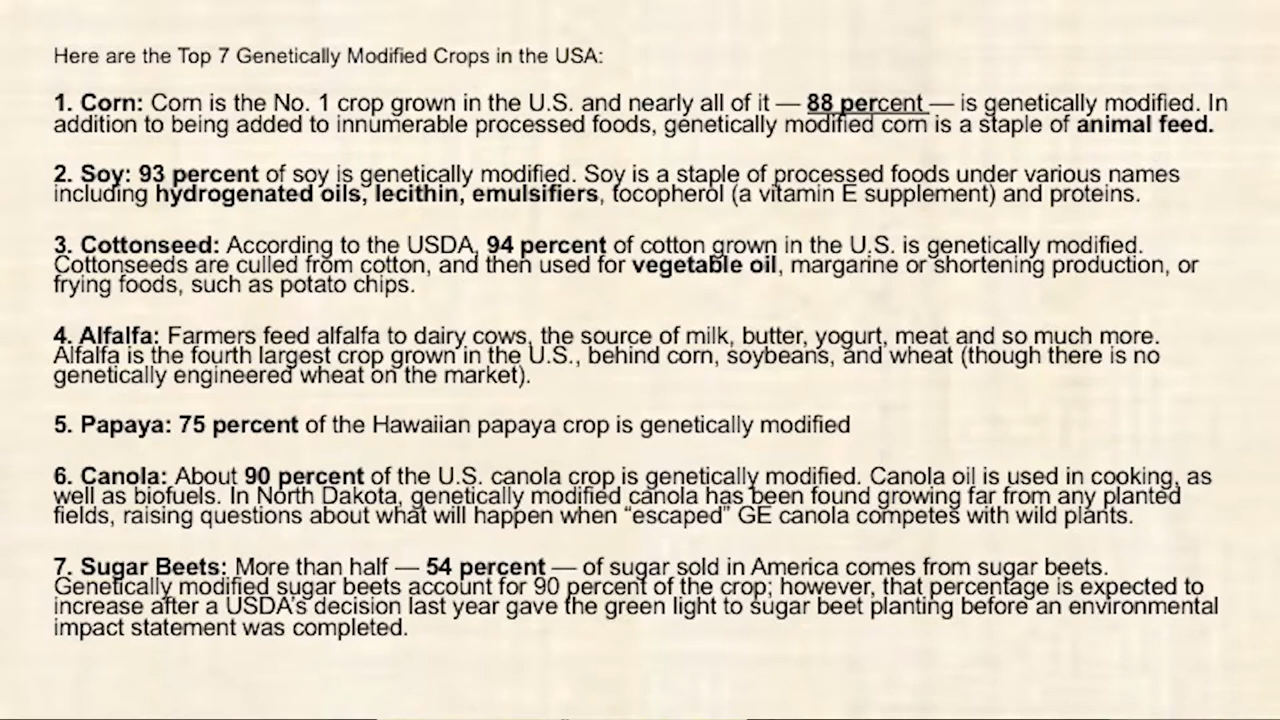 Here are the Top 7 Genetically Modified Crops in the USA:
1. Corn: Corn is the No. 1 crop grown in the U.S. and nearly all of it — 88 percent — is genetically modified. In
addition to being added to innumerable processed foods, genetically modified corn is a staple of animal feed.
2. Soy: 93 percent of soy is genetically modified. Soy is a staple of processed foods under various names
including hydrogenated oils, lecithin, emulsifiers, tocopherol (a vitamin E supplement) and proteins.
3. Cottonseed: According to the USDA, 94 percent of cotton grown in the U.S. is genetically modified.
Cottonseeds are culled from cotton, and then used for vegetable oil, margarine or shortening production, or
frying foods, such as potato chips.
4. Alfalfa: Farmers feed alfalfa to dairy cows, the source of milk, butter, yogurt, meat and so much more.
Alfalfa is the fourth largest crop grown in the U.S., behind corn, soybeans, and wheat (though there is no
genetically engineered wheat on the market).
5. Papaya: 75 percent of the Hawaiian papaya crop is genetically modified
6. Canola: About 90 percent of the U.S. canola crop is genetically modified. Canola oil is used in cooking, as
well as biofuels. In North Dakota, genetically modified canola has been found growing far from any planted
fields, raising questions about what will happen when “escaped” GE canola competes with wild plants.
7. Sugar Beets: More than half — 54 percent — of sugar sold in America comes from sugar beets.
Genetically modified sugar beets account for 90 percent of the crop; however, that percentage is expected to
increase after a USDA’s decision last year gave the green light to sugar beet planting before an environmental
impact statement was completed.